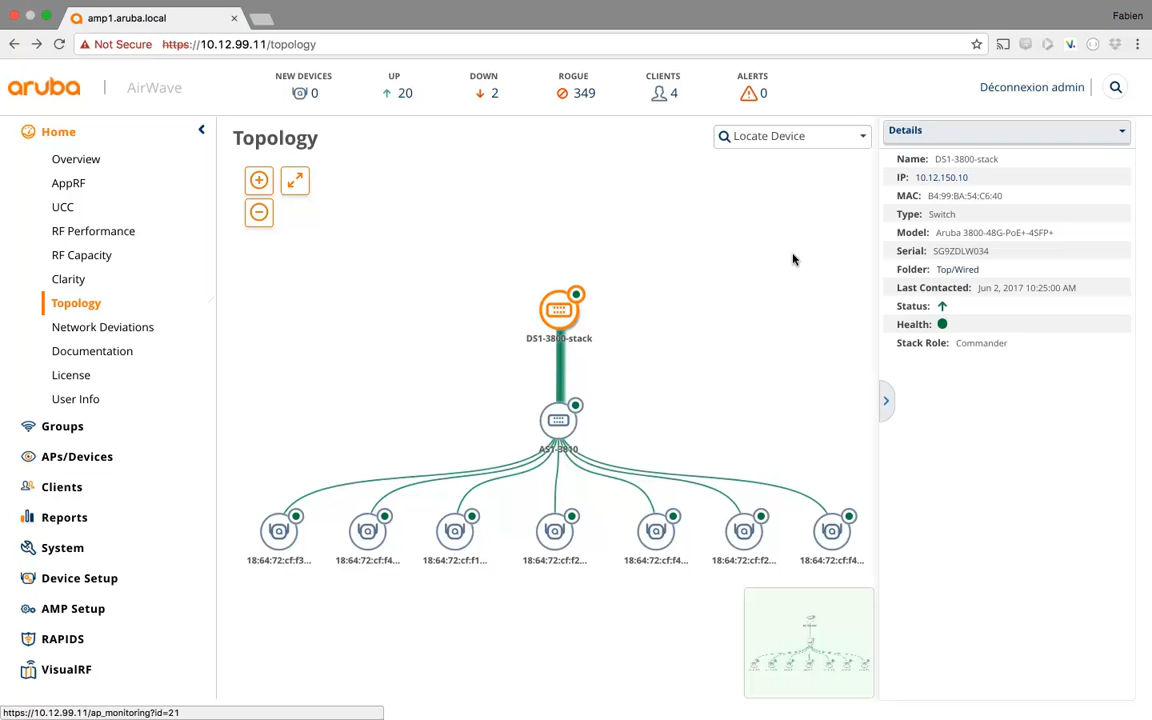 amp1.aruba.local
Fabien
Not Secure https://10.12.99.11/topology
aruba
AirWave
NEW DEVICES
0
UP
20
DOWN
2
ROGUE
349
CLIENTS
4
ALERTS
0
Déconnexion admin
Home
Overview
AppRF
UCC
RF Performance
RF Capacity
Clarity
Topology
Network Deviations
Documentation
License
User Info
Groups
APs/Devices
Clients
Reports
System
Device Setup
AMP Setup
RAPIDS
VisualRF
Topology
Locate Device
DS1-3800-stack
AS1-3810
18:64:72:cf:f3...
18:64:72:cf:f4...
18:64:72:cf:f1...
18:64:72:cf:f2...
18:64:72:cf:f4...
18:64:72:cf:f2...
18:64:72:cf:f4...
Details
Name: DS1-3800-stack
IP: 10.12.150.10
MAC: B4:99:BA:54:C6:40
Type: Switch
Model: Aruba 3800-48G-PoE+-4SFP+
Serial: SG9ZDLW034
Folder: Top/Wired
Last Contacted: Jun 2, 2017 10:25:00 AM
Status:
Health:
Stack Role: Commander
https://10.12.99.11/ap_monitoring?id=21